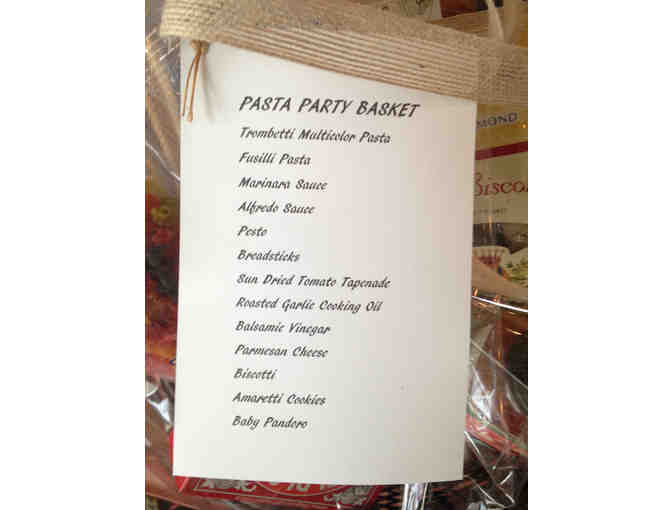 PASTA PARTY BASKET
Trombetti Multicolor Pasta
Fusilli Pasta
Marinara Sauce
Alfredo Sauce
Pesto
Breadsticks
Sun Dried Tomato Tapenade
Roasted Garlic Cooking Oil
Balsamic Vinegar
Parmesan Cheese
Biscotti
Amaretti Cookies
Baby Pandoro
MOND